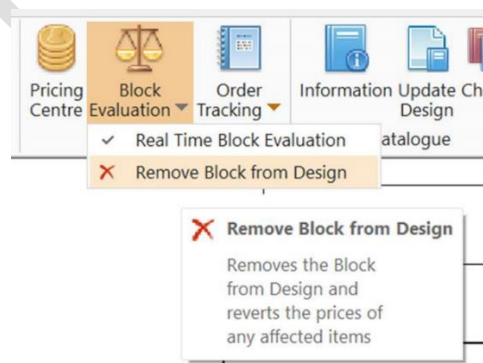 Pricing Centre
Block Evaluation
Order Tracking
Information
Update Design
Ch
atalogue
Real Time Block Evaluation
Remove Block from Design
Remove Block from Design
Removes the Block
from Design and
reverts the prices of
any affected items